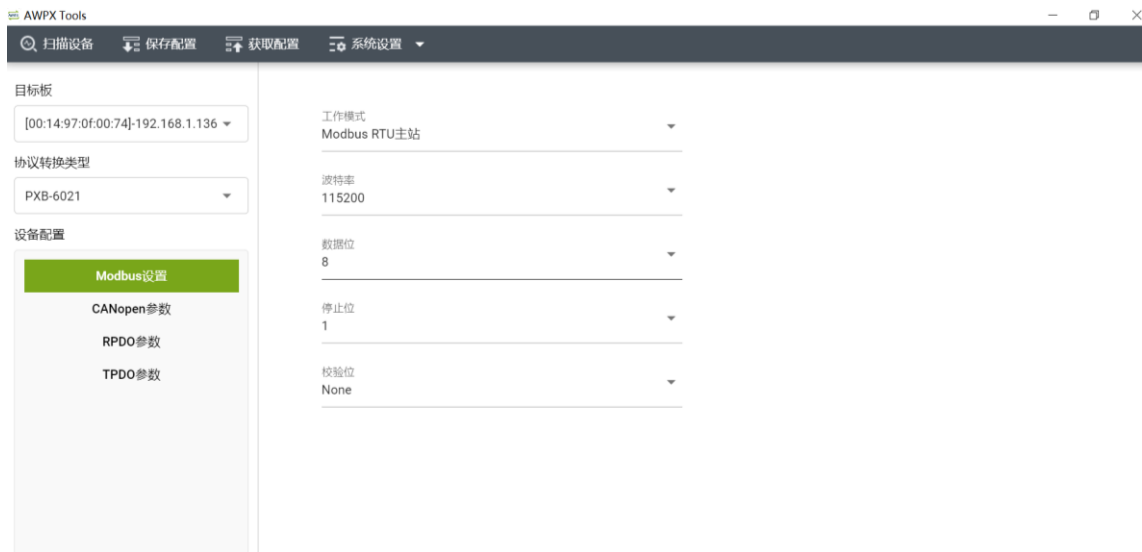 AWPX Tools
扫描设备 保存配置 获取配置 系统设置
目标板
[00:14:97:0f:00:74]-192.168.1.136
协议转换类型
PXB-6021
设备配置
Modbus设置
CANopen参数
RPDO参数
TPDO参数
工作模式
Modbus RTU主站
波特率
115200
数据位
8
停止位
1
校验位
None